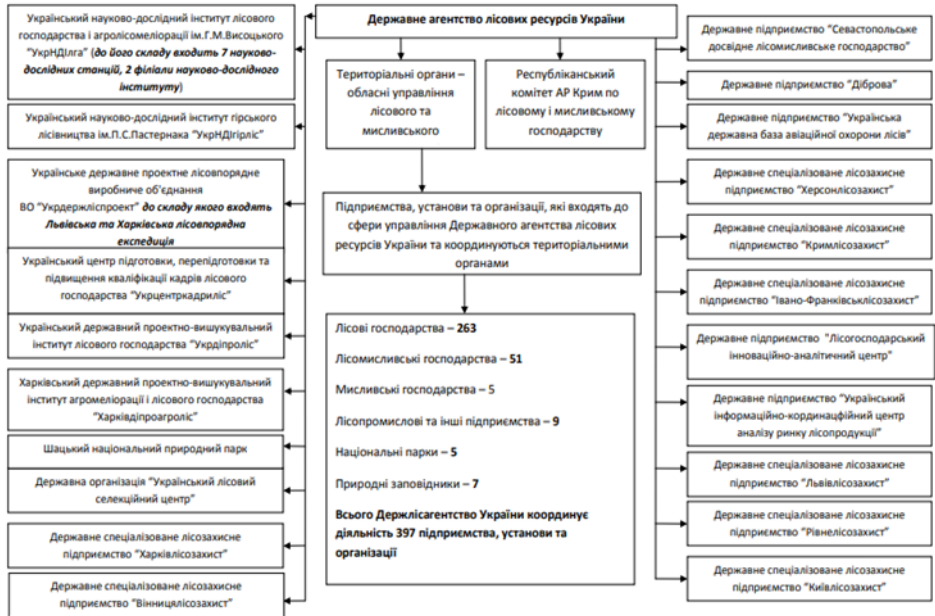 Державне агентство лісових ресурсів України
Український науково-дослідний інститут лісового
господарства і агролісомеліорації ім.Г.М.Висоцького
"УкрНДІлга" (до його складу входить 7 науково-
дослідних станцій, 2 філіали науково-дослідного
інституту)
Український науково-дослідний інститут гірського
лісівництва ім.П.С.Пастернака "УкрНДІгірліс"
Українське державне проектне лісовпорядне
виробниче об'єднання
ВО "Укрдержліспроект" до складу якого входять
Львівська та Харківська лісовпорядна
експедиція
Український центр підготовки, перепідготовки та
підвищення кваліфікації кадрів лісового
господарства "Укрцентркадриліс"
Український державний проектно-вишукувальний
інститут лісового господарства "Укрдіпроліс"
Харківський державний проектно-вишукувальний
інститут агромеліорації і лісового господарства
"Харківдіпроагроліс"
Шацький національний природний парк
Державна організація "Український лісовий
селекційний центр"
Державне спеціалізоване лісозахисне
підприємство "Харківлісозахист"
Державне спеціалізоване лісозахисне
підприємство "Вінницялісозахист"
Територіальні органи –
обласні управління
лісового та
мисливського
Республіканський
комітет АР Крим по
лісовому і мисливському
господарству
Підприємства, установи та організації, які входять до
сфери управління Державного агентства лісових
ресурсів України та координуються територіальними
органами
Лісові господарства – 263
Лісомисливські господарства – 51
Мисливські господарства – 5
Лісопромислові та інші підприємства – 9
Національні парки – 5
Природні заповідники – 7
Всього Держлісагентство України координує
діяльність 397 підприємства, установи та
організації
Державне підприємство "Севастопольське
досвідне лісомисливське господарство"
Державне підприємство "Діброва"
Державне підприємство "Українська
державна база авіаційної охорони лісів
Державне спеціалізоване лісозахисне
підприємство "Херсонлісозахист"
Державне спеціалізоване лісозахисне
підприємство "Кримлісозахист"
Державне спеціалізоване лісозахисне
підприємство "Івано-Франківськлісозахист"
Державне підприємство "Лісогосподарський
інноваційно-аналітичний центр"
Державне підприємство "Український
інформаційно-кординацфійний центр
аналізу ринку лісопродукції"
Державне спеціалізоване лісозахисне
підприємство "Львівлісозахист"
Державне спеціалізоване лісозахисне
підприємство "Рівнелісозахист"
Державне спеціалізоване лісозахисне
підприємство "Київлісозахист"